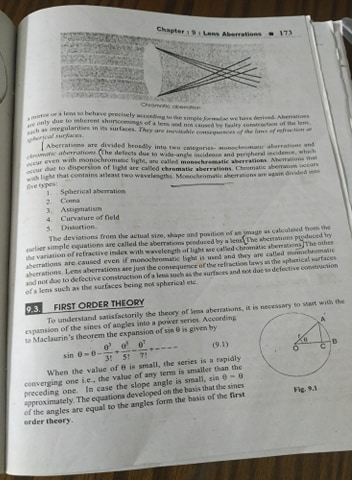 Chapter : 9 : Lens Aberrations ■ 173
Chromatic aberration
a mirror or a lens to behave precisely according to the simple formulae we have derived. Aberrations
are only due to inherent shortcomings of a lens and not caused by faulty construction of the lens,
such as irregularities in its surfaces. They are inevitable consequences of the laws of refraction at
spherical surfaces.
Aberrations are divided broadly into two categories- monochromatic aberrations and
chromatic aberrations. The defects due to wide-angle incidence and peripheral incidence, which
occur even with monochromatic light, are called monochromatic aberrations. Aberrations that
occur due to dispersion of light are called chromatic aberrations. Chromatic aberration occurs
with light that contains atleast two wavelengths. Monochromatic aberrations are again divided into
five types:
1. Spherical aberration
2. Coma
3. Astigmatism
4. Curvature of field
5. Distortion.
The deviations from the actual size, shape and position of an image as calculated from the
earlier simple equations are called the aberrations produced by a lens. The aberrations produced by
the variation of refractive index with wavelength of light are called chromatic aberrations. The other
aberrations are caused even if monochromatic light is used and they are called monochromatic
aberrations. Lens aberrations are just the consequence of the refraction laws at the spherical surfaces
and not due to defective construction of a lens such as the surfaces and not due to defective construction
of a lens such as the surfaces being not spherical etc.
9.3. FIRST ORDER THEORY
To understand satisfactorily the theory of lens aberrations, it is necessary to start with the
expansion of the sines of angles into a power series. According
to Maclaurin's theorem the expansion of sin θ is given by
sin θ = θ - θ³/3! + θ⁵/5! - θ⁷/7! + - - - - - (9.1)
When the value of θ is small, the series is a rapidly
converging one i.e., the value of any term is smaller than the
preceding one. In case the slope angle is small, sin θ = θ
approximately. The equations developed on the basis that the sines
of the angles are equal to the angles form the basis of the first
order theory.
A
r
θ
O C B
Fig. 9.1